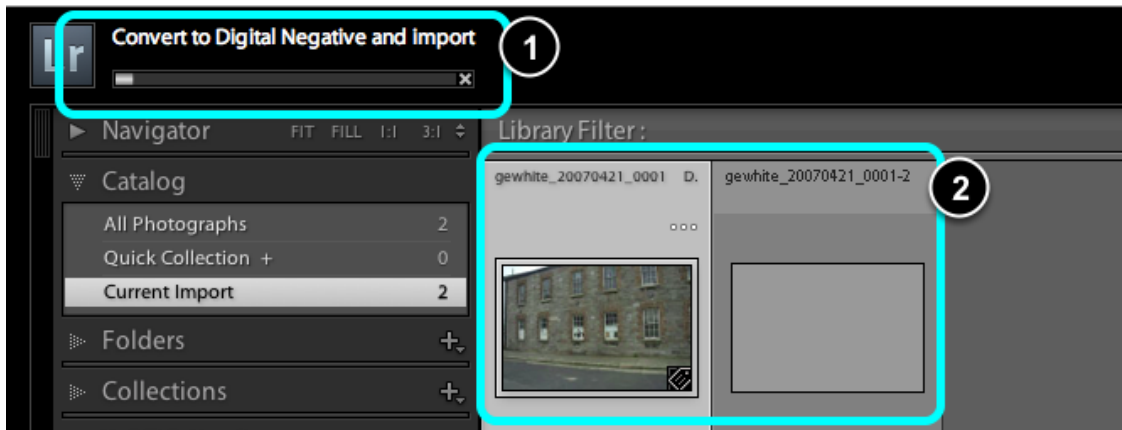 Lr
Convert to Digital Negative and import
1
Navigator FIT FILL 1:1 3:1
Library Filter :
Catalog
gewhite_20070421_0001 D.
gewhite_20070421_0001-2
2
All Photographs 2
Quick Collection + 0
Current Import 2
Folders
Collections